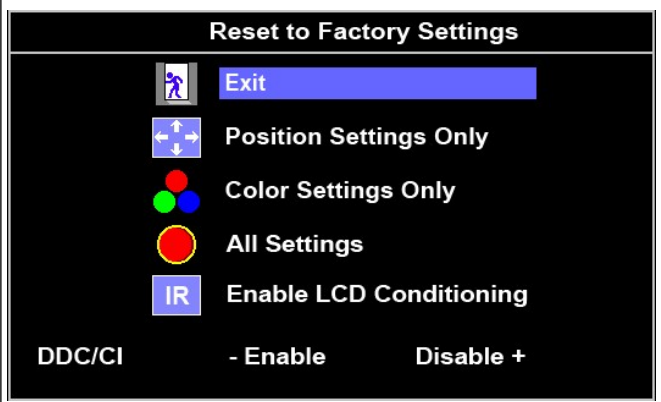 Reset to Factory Settings
Exit
Position Settings Only
Color Settings Only
All Settings
IR Enable LCD Conditioning
DDC/CI - Enable Disable +